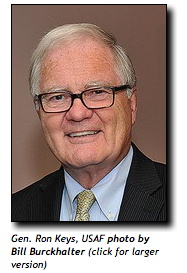 Gen. Ron Keys, USAF photo by
Bill Burckhalter (click for larger
version)